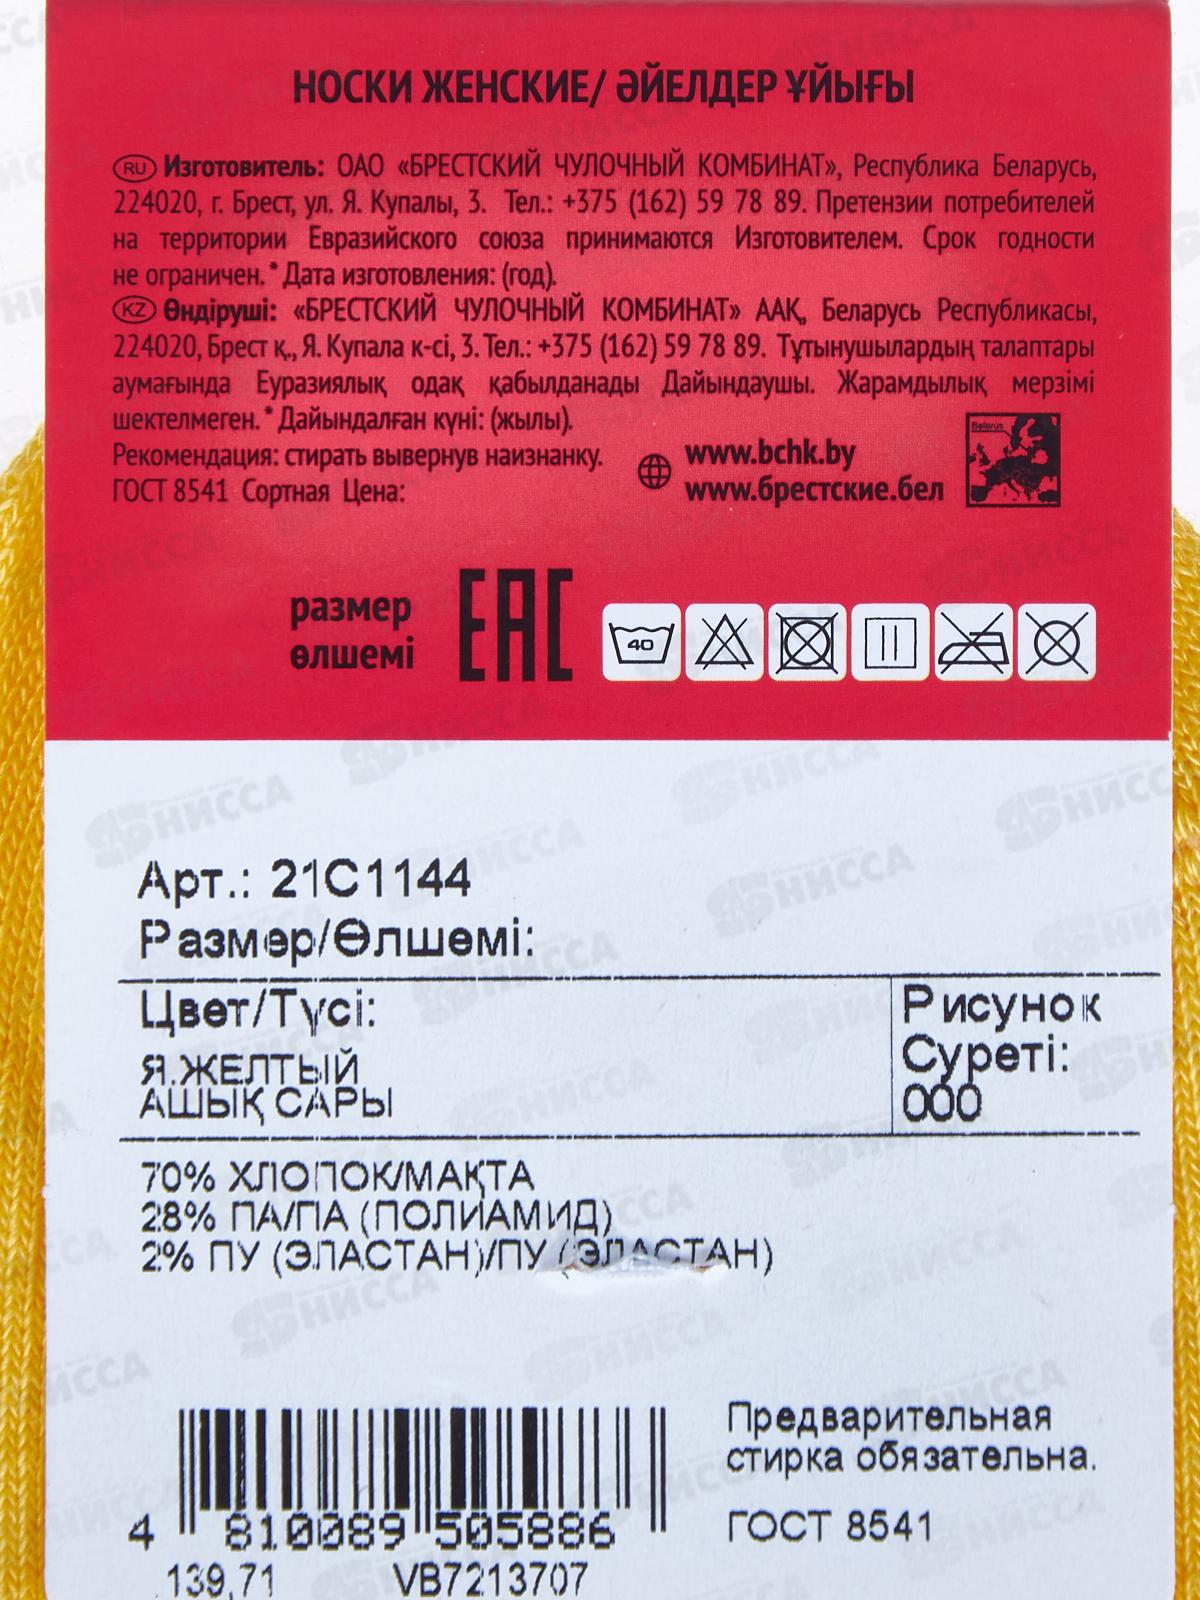 НОСКИ ЖЕНСКИЕ/ ӘЙЕЛДЕР ҰЙЫҒЫ
RU Изготовитель: ОАО «БРЕСТСКИЙ ЧУЛОЧНЫЙ КОМБИНАТ», Республика Беларусь,
224020, г. Брест, ул. Я. Купалы, 3. Тел.: +375 (162) 59 78 89. Претензии потребителей
на территории Евразийского союза принимаются Изготовителем. Срок годности
не ограничен. * Дата изготовления: (год).
KZ Өндіруші: «БРЕСТСКИЙ ЧУЛОЧНЫЙ КОМБИНАТ» ААҚ, Беларусь Республикасы,
224020, Брест қ., Я. Купала к-сі, 3. Тел.: +375 (162) 59 78 89. Тұтынушылардың талаптары
аумағында Еуразиялық одақ қабылданады Дайындаушы. Жарамдылық мерзімі
шектелмеген. * Дайындалған күні: (жылы).
Рекомендация: стирать вывернув наизнанку.
ГОСТ 8541 Сортная Цена:
www.bchk.by
www.брестские.бел
Belarus
размер
өлшемі
EAC
40
Арт.: 21С1144
Размер/Өлшемі:
Цвет/Түсі:
Я.ЖЕЛТЫЙ
АШЫҚ САРЫ
Рисунок
Суреті:
000
70% ХЛОПОК/МАҚТА
28% ПА/ПА (ПОЛИАМИД)
2% ПУ (ЭЛАСТАН)/ПУ (ЭЛАСТАН)
Предварительная
стирка обязательна.
ГОСТ 8541
4 810089 505886
139,71 VB7213707
НИССА